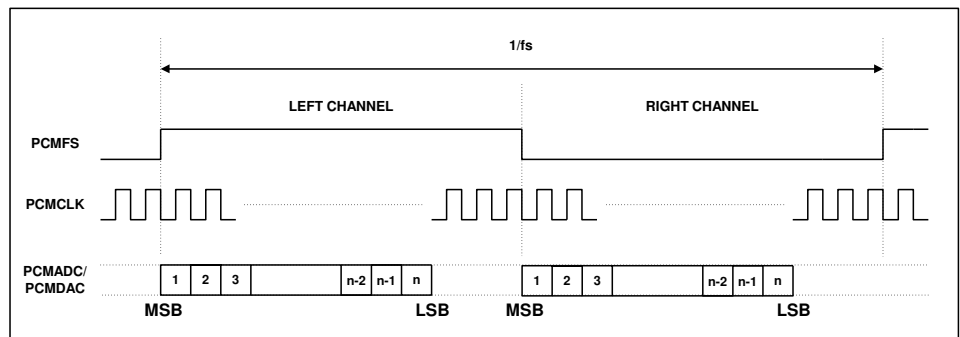 1/fs
LEFT CHANNEL RIGHT CHANNEL
PCMFS
PCMCLK
PCMADC/
PCMDAC
1 2 3 n-2 n-1 n 1 2 3 n-2 n-1 n
MSB LSB MSB LSB